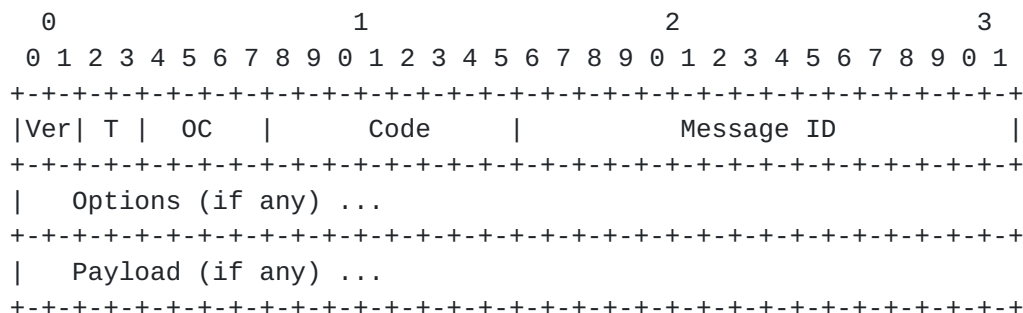 0                   1                   2                   3
 0 1 2 3 4 5 6 7 8 9 0 1 2 3 4 5 6 7 8 9 0 1 2 3 4 5 6 7 8 9 0 1
+-+-+-+-+-+-+-+-+-+-+-+-+-+-+-+-+-+-+-+-+-+-+-+-+-+-+-+-+-+-+-+-+
|Ver| T |  OC   |      Code     |          Message ID           |
+-+-+-+-+-+-+-+-+-+-+-+-+-+-+-+-+-+-+-+-+-+-+-+-+-+-+-+-+-+-+-+-+
|   Options (if any) ...
+-+-+-+-+-+-+-+-+-+-+-+-+-+-+-+-+-+-+-+-+-+-+-+-+-+-+-+-+-+-+-+-+
|   Payload (if any) ...
+-+-+-+-+-+-+-+-+-+-+-+-+-+-+-+-+-+-+-+-+-+-+-+-+-+-+-+-+-+-+-+-+